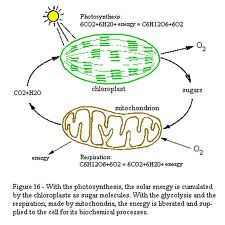 Photosynthesis:
6CO2+6H20+ energy = C6H12O6+6O2
O2
chloroplast
CO2+H2O
sugars
mitochondrion
energy
Respiration:
C6H12O6+6O2 = 6CO2+6H2O+ energy
O2
Figure 16 - With the photosynthesis, the solar energy is cumulated
by the chloroplasts as sugar molecules. With the glycolysis and the
respiration, made by mitochondria, the energy is liberated and sup-
plied to the cell for its biochemical processes.